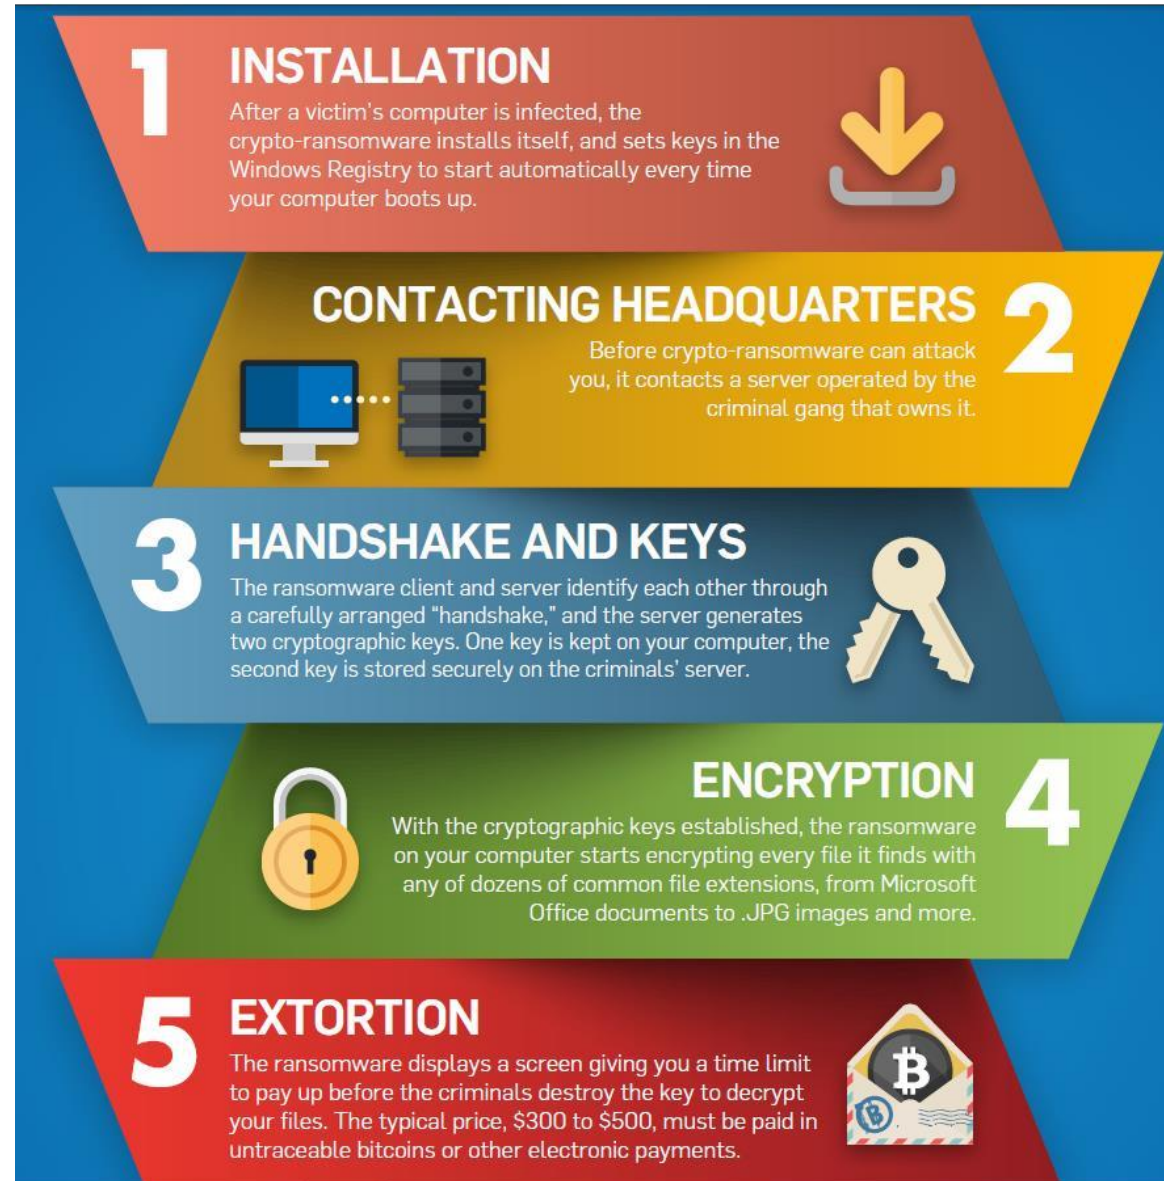 1
INSTALLATION
After a victim's computer is infected, the
crypto-ransomware installs itself, and sets keys in the
Windows Registry to start automatically every time
your computer boots up.
CONTACTING HEADQUARTERS
2
Before crypto-ransomware can attack
you, it contacts a server operated by the
criminal gang that owns it.
3
HANDSHAKE AND KEYS
The ransomware client and server identify each other through
a carefully arranged “handshake,” and the server generates
two cryptographic keys. One key is kept on your computer, the
second key is stored securely on the criminals' server.
ENCRYPTION
4
With the cryptographic keys established, the ransomware
on your computer starts encrypting every file it finds with
any of dozens of common file extensions, from Microsoft
Office documents to .JPG images and more.
5
EXTORTION
The ransomware displays a screen giving you a time limit
to pay up before the criminals destroy the key to decrypt
your files. The typical price, $300 to $500, must be paid in
untraceable bitcoins or other electronic payments.